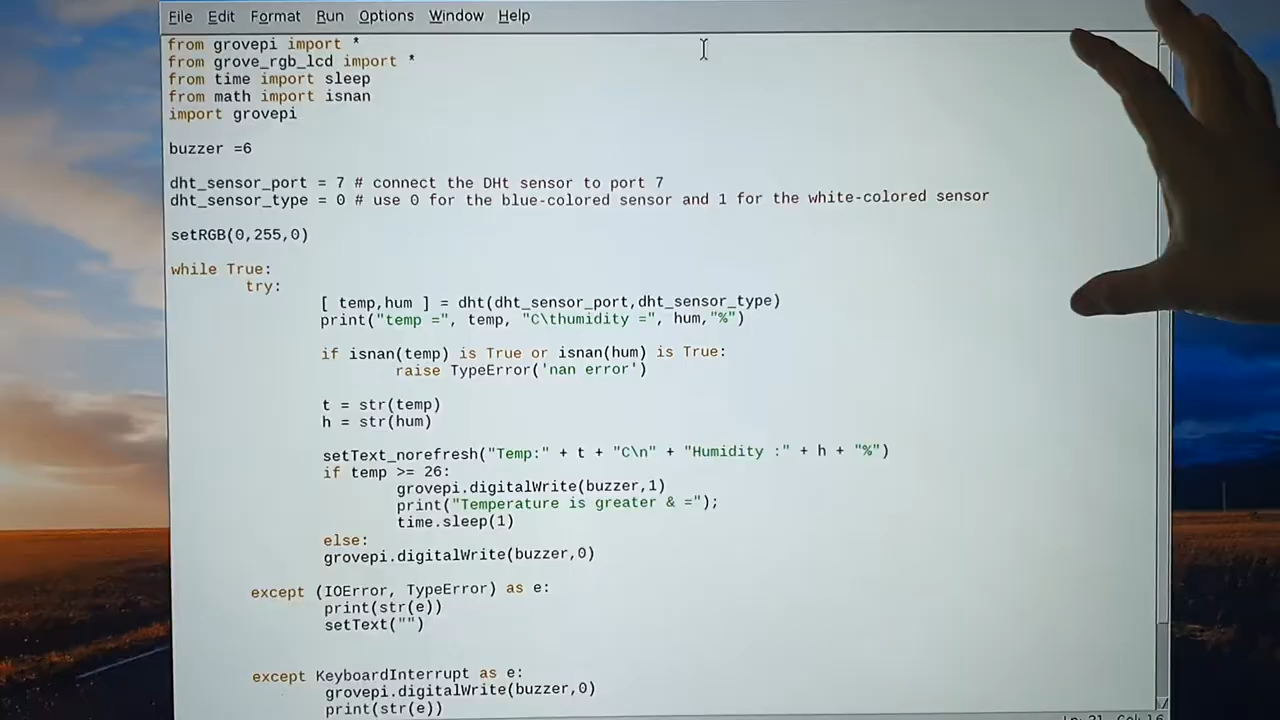 File Edit Format Run Options Window Help
from grovepi import *
from grove_rgb_lcd import *
from time import sleep
from math import isnan
import grovepi
buzzer =6
dht_sensor_port = 7 # connect the DHt sensor to port 7
dht_sensor_type = 0 # use 0 for the blue-colored sensor and 1 for the white-colored sensor
setRGB(0,255,0)
while True:
try:
[ temp,hum ] = dht(dht_sensor_port,dht_sensor_type)
print("temp =", temp, "C\thumidity =", hum,"%")
if isnan(temp) is True or isnan(hum) is True:
raise TypeError('nan error')
t = str(temp)
h = str(hum)
setText_norefresh("Temp:" + t + "C\n" + "Humidity :" + h + "%")
if temp >= 26:
grovepi.digitalWrite(buzzer,1)
print("Temperature is greater & =");
time.sleep(1)
else:
grovepi.digitalWrite(buzzer,0)
except (IOError, TypeError) as e:
print(str(e))
setText("")
except KeyboardInterrupt as e:
grovepi.digitalWrite(buzzer,0)
print(str(e))